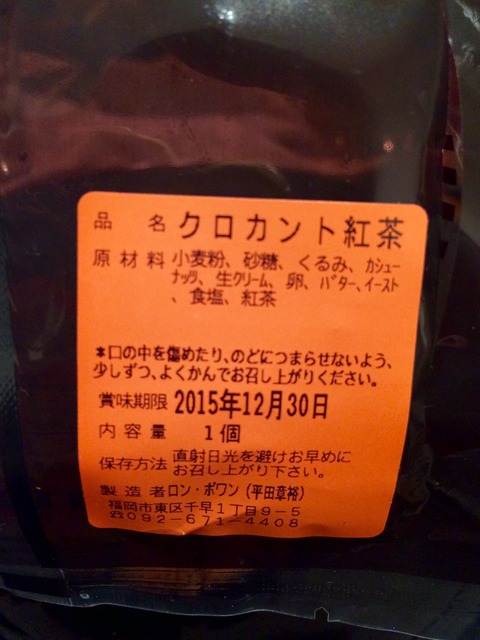 品名 クロカント紅茶
原材料 小麦粉、砂糖、くるみ、カシュー
ナッツ、生クリーム、卵、バター、イースト
、食塩、紅茶
*口の中を傷めたり、のどにつまらせないよう、
少しずつ、よくかんでお召し上がりください。
賞味期限 2015年12月30日
内容量 1個
保存方法 直射日光を避けお早めに
お召し上がり下さい。
製造者 ロン・ポワン(平田章裕)
福岡市東区千早1丁目9-5
☎092-671-4408